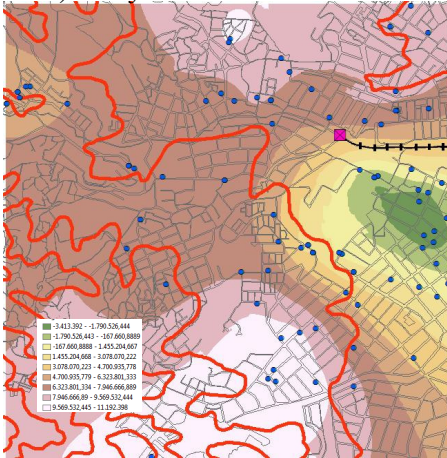 -3.413.392 - -1.790.526,444
-1.790.526,443 - -167.660,8889
-167.660,8888 - 1.455.204,667
1.455.204,668 - 3.078.070,222
3.078.070,223 - 4.700.935,778
4.700.935,779 - 6.323.801,333
6.323.801,334 - 7.946.666,889
7.946.666,89 - 9.569.532,444
9.569.532,445 - 11.192.398